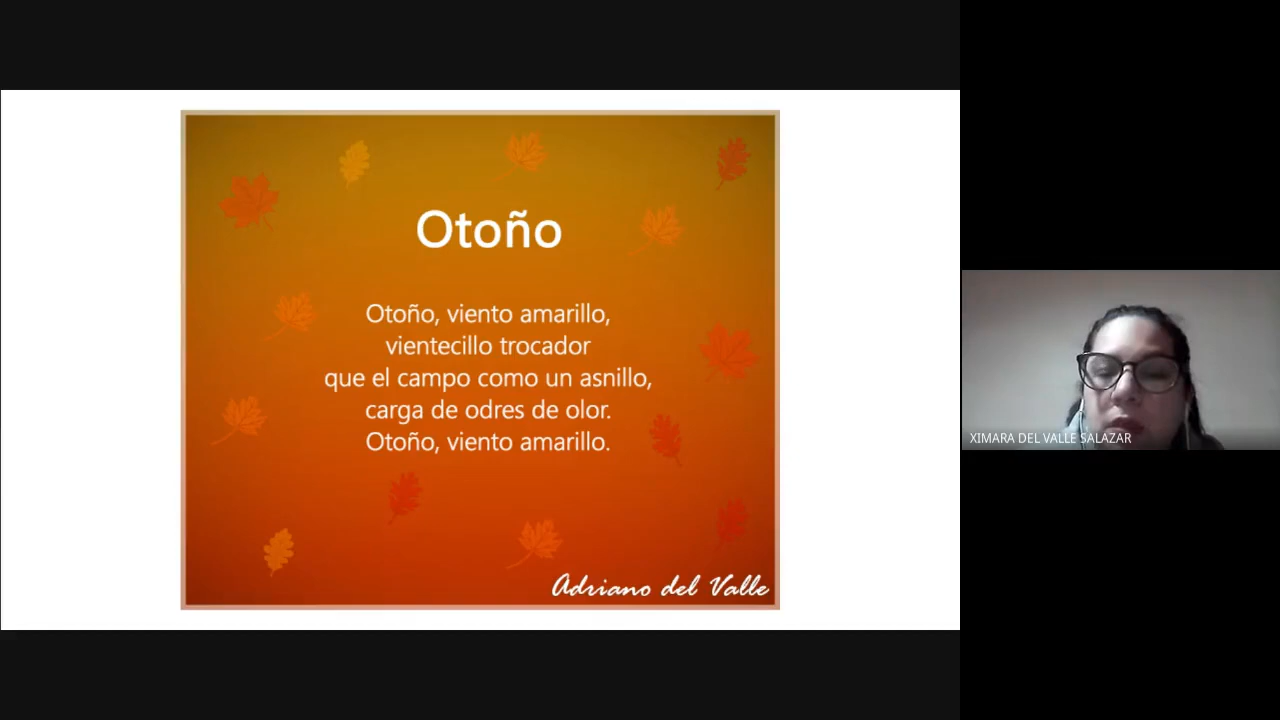 Otoño
Otoño, viento amarillo,
vientecillo trocador
que el campo como un asnillo,
carga de odres de olor.
Otoño, viento amarillo.
Adriano del Valle
XIMARA DEL VALLE SALAZAR